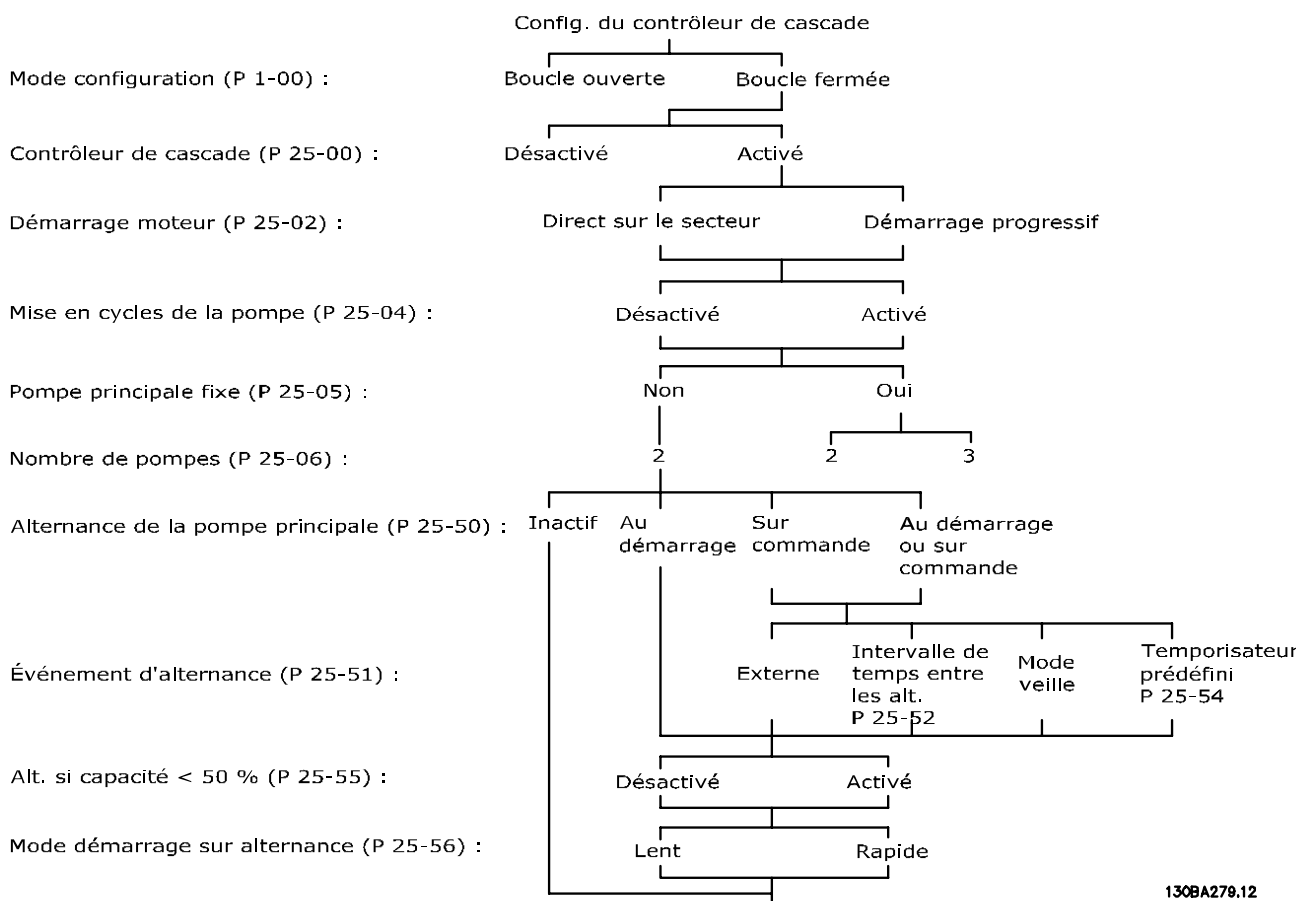 Config. du contrôleur de cascade
Mode configuration (P 1-00) : Boucle ouverte Boucle fermée
Contrôleur de cascade (P 25-00) : Désactivé Activé
Démarrage moteur (P 25-02) : Direct sur le secteur Démarrage progressif
Mise en cycles de la pompe (P 25-04) : Désactivé Activé
Pompe principale fixe (P 25-05) : Non Oui
Nombre de pompes (P 25-06) : 2 2 3
Alternance de la pompe principale (P 25-50) : Inactif
Au
démarrage
Sur
commande
Au démarrage
ou sur
commande
Événement d'alternance (P 25-51) :
Externe
Intervalle de
temps entre
les alt.
P 25-52
Mode
veille
Temporisateur
prédéfini
P 25-54
Alt. si capacité < 50 % (P 25-55) : Désactivé Activé
Mode démarrage sur alternance (P 25-56) : Lent Rapide
130BA279.12